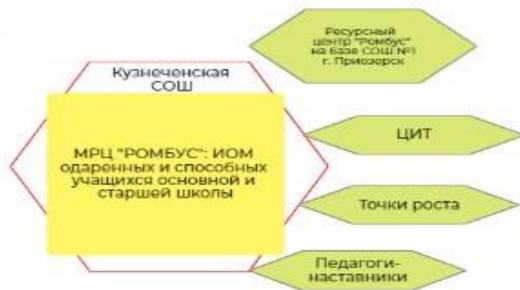 Ресурсный
центр "Ромбус"
на базе СОШ №1
г. Приозерск
Кузнеченская
СОШ
МРЦ "РОМБУС": ИОМ
одаренных и способных
учащихся основной и
старшей школы
ЦИТ
Точки роста
Педагоги-
наставники